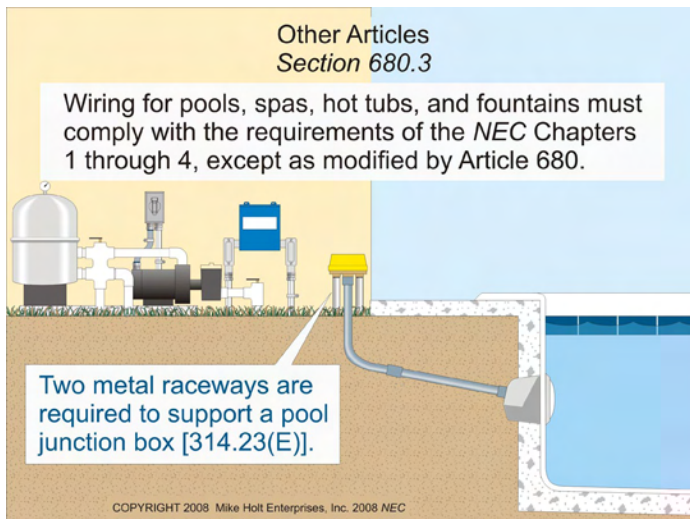 Other Articles
Section 680.3
Wiring for pools, spas, hot tubs, and fountains must
comply with the requirements of the NEC Chapters
1 through 4, except as modified by Article 680.
Two metal raceways are
required to support a pool
junction box [314.23(E)].
COPYRIGHT 2008 Mike Holt Enterprises, Inc. 2008 NEC